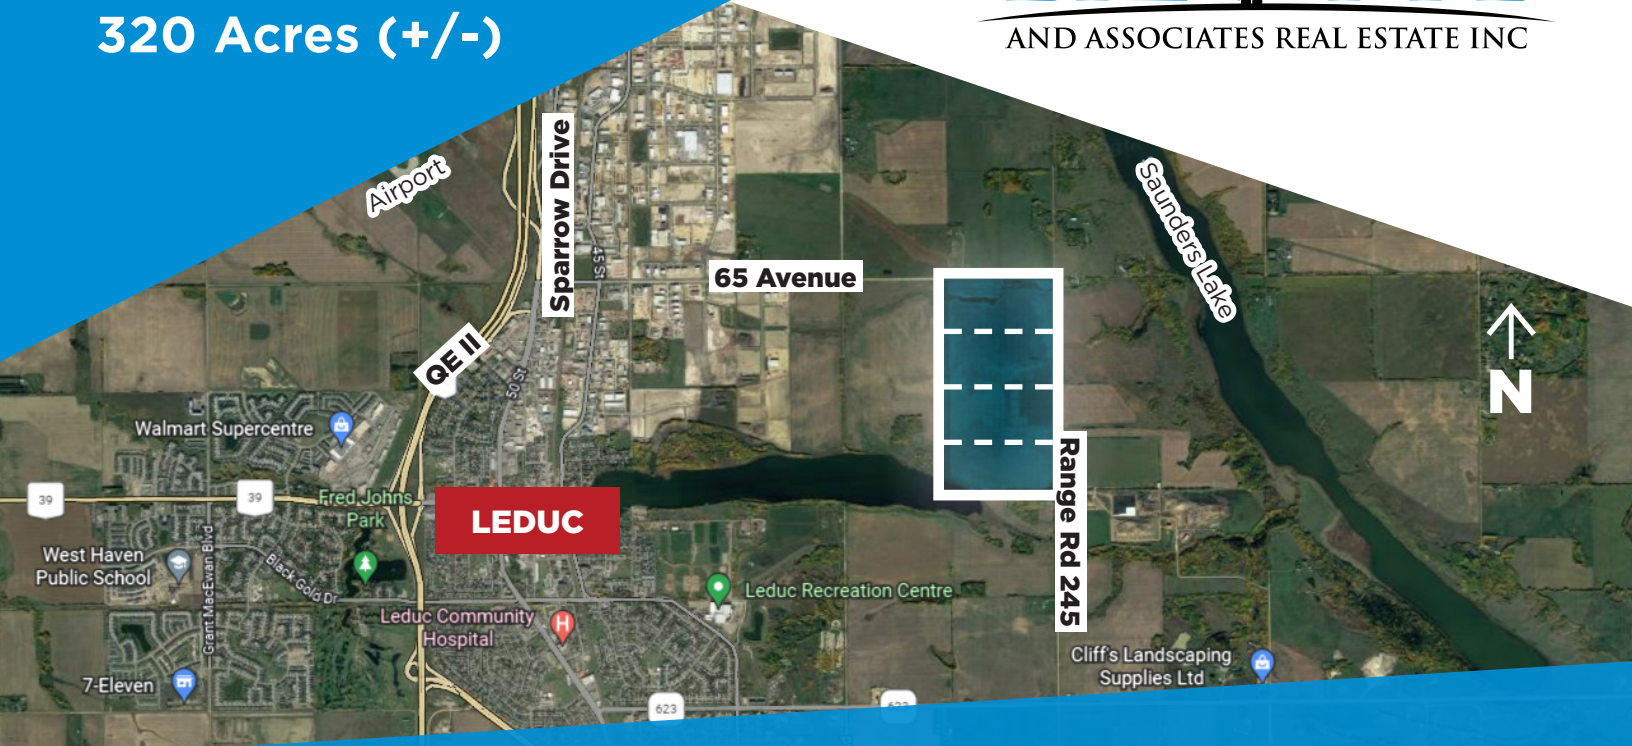 320 Acres (+/-)
AND ASSOCIATES REAL ESTATE INC
Airport
Sparrow Drive
45 St
Saunders Lake
65 Avenue
QE II
50 St
N
Walmart Supercentre
39
39
Fred Johns
Park
LEDUC
Range Rd 245
West Haven
Public School
Grant MacEwan Blvd
Black Gold Dr
Leduc Recreation Centre
Leduc Community
Hospital
H
Cliff's Landscaping
Supplies Ltd
7-Eleven
623
623